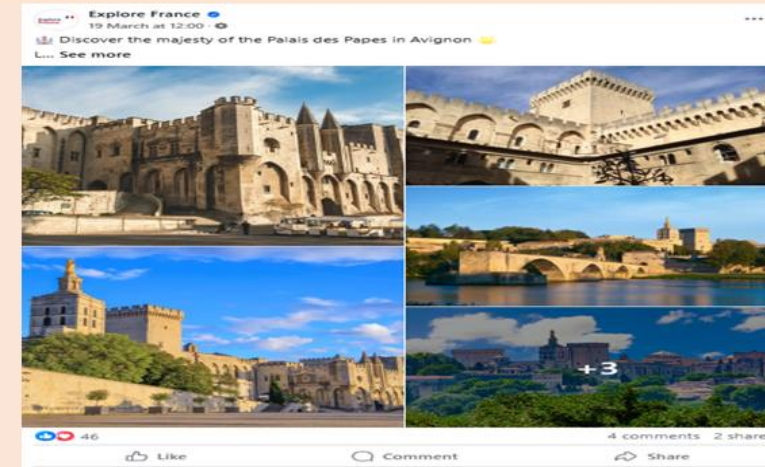 Explore France
19 March at 12:00
Discover the majesty of the Palais des Papes in Avignon
L... See more
+3
46
4 comments 2 share
Like
Comment
Share